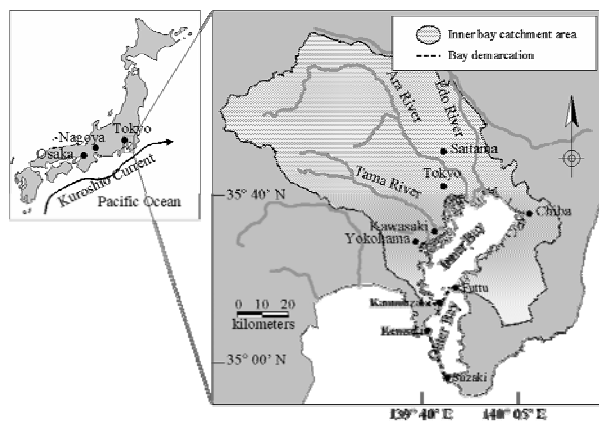 Inner bay catchment area
Bay demarcation
Nagoya
Tokyo
Osaka
Kuroshio Current
Pacific Ocean
Ara River
Edo River
Saitama
Tokyo
Tama River
35° 40' N
Chiba
Kawasaki
Yokohama
Inner Bay
Futtu
0 10 20
kilometers
Outer Bay
35° 00' N
Suzaki
139° 40' E
140° 05' E